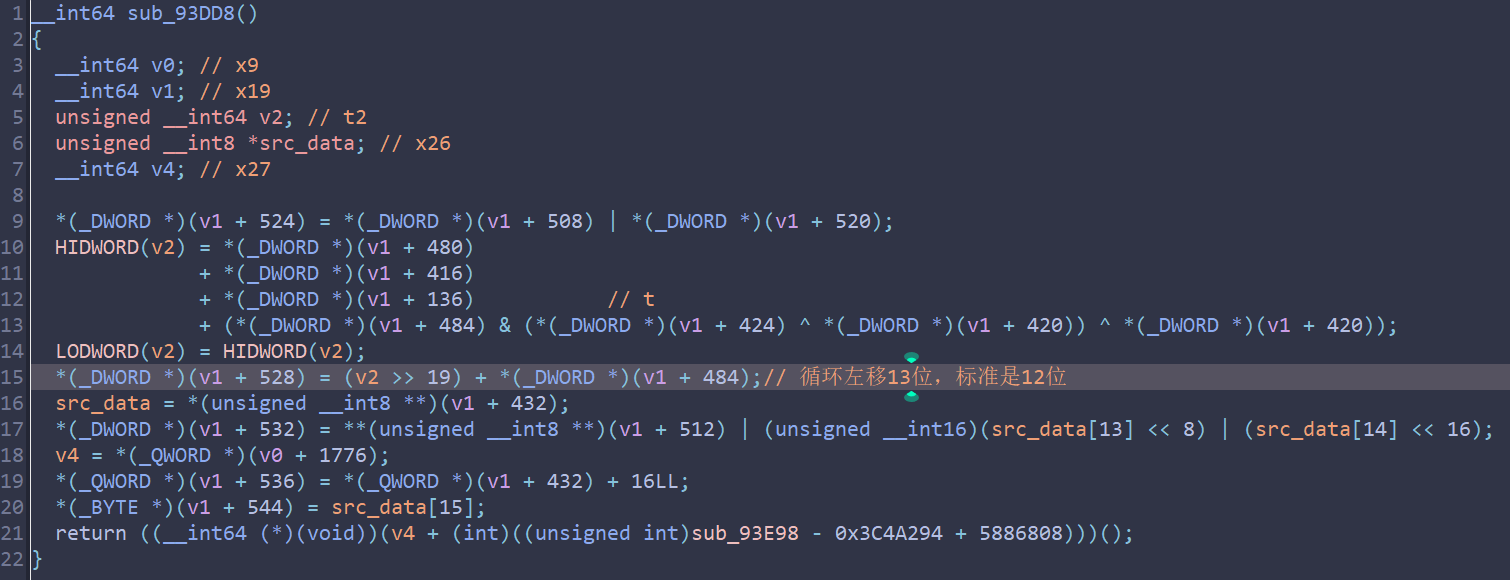 1 __int64 sub_93DD8()
2 {
3   __int64 v0; // x9
4   __int64 v1; // x19
5   unsigned __int64 v2; // t2
6   unsigned __int8 *src_data; // x26
7   __int64 v4; // x27
8
9   *(_DWORD *)(v1 + 524) = *(_DWORD *)(v1 + 508) | *(_DWORD *)(v1 + 520);
10   HIDWORD(v2) = *(_DWORD *)(v1 + 480)
11               + *(_DWORD *)(v1 + 416)
12               + *(_DWORD *)(v1 + 136)           // t
13               + (*(_DWORD *)(v1 + 484) & (*(_DWORD *)(v1 + 424) ^ *(_DWORD *)(v1 + 420)) ^ *(_DWORD *)(v1 + 420));
14   LODWORD(v2) = HIDWORD(v2);
15   *(_DWORD *)(v1 + 528) = (v2 >> 19) + *(_DWORD *)(v1 + 484);// 循环左移13位，标准是12位
16   src_data = *(unsigned __int8 **)(v1 + 432);
17   *(_DWORD *)(v1 + 532) = **(unsigned __int8 **)(v1 + 512) | (unsigned __int16)(src_data[13] << 8) | (src_data[14] << 16);
18   v4 = *(_QWORD *)(v0 + 1776);
19   *(_QWORD *)(v1 + 536) = *(_QWORD *)(v1 + 432) + 16LL;
20   *(_BYTE *)(v1 + 544) = src_data[15];
21   return ((__int64 (*)(void))(v4 + (int)((unsigned int)sub_93E98 - 0x3C4A294 + 5886808)))();
22 }